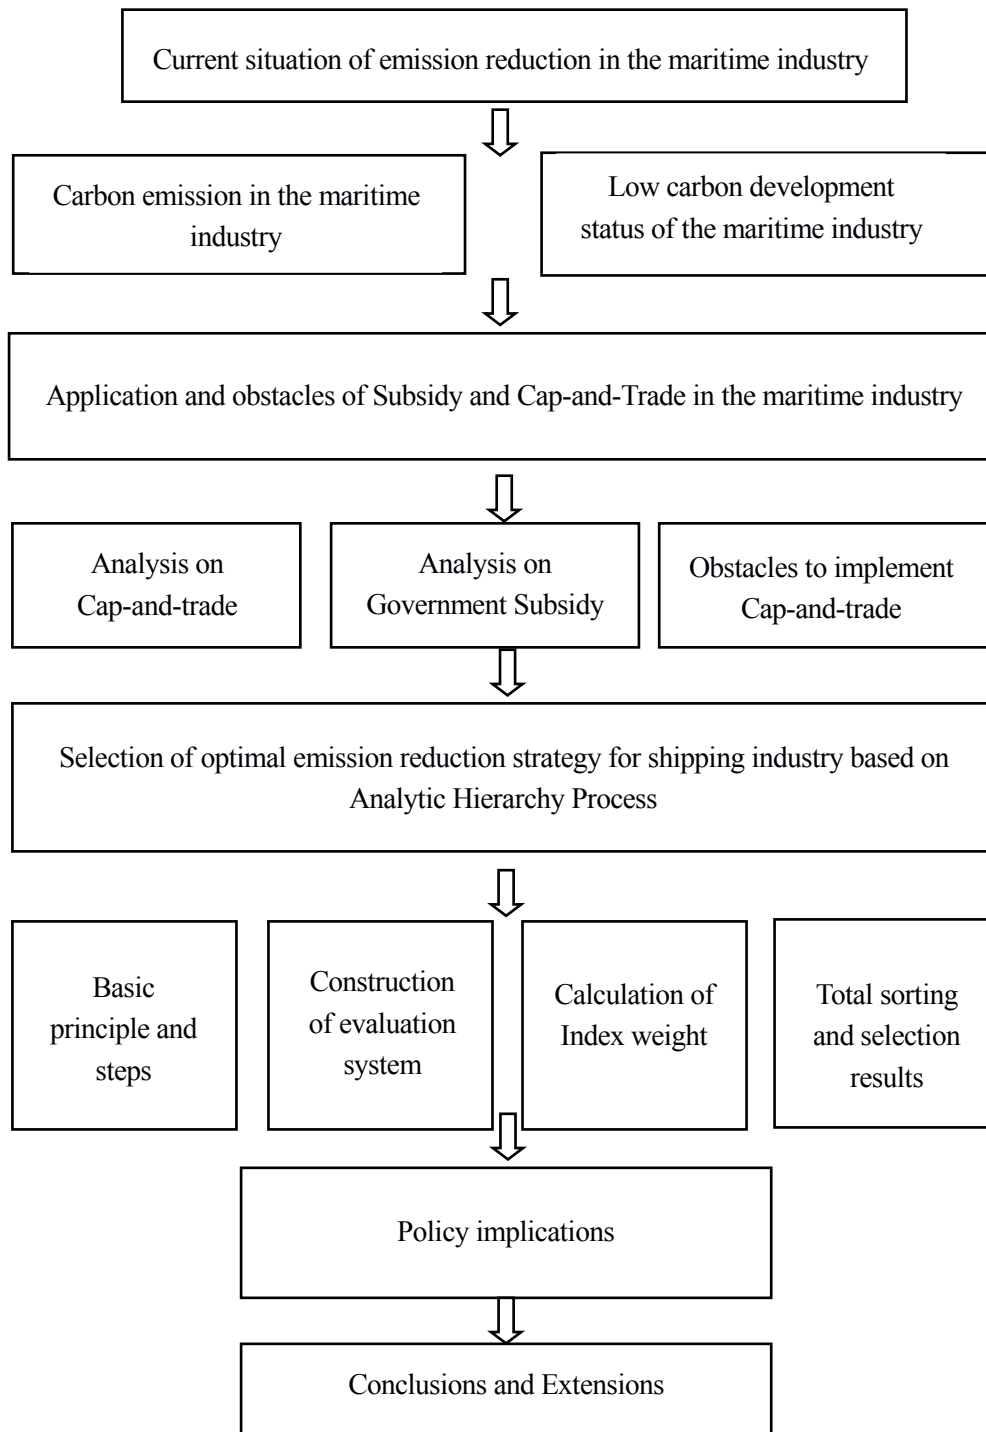 Current situation of emission reduction in the maritime industry
Carbon emission in the maritime
industry
Low carbon development
status of the maritime industry
Application and obstacles of Subsidy and Cap-and-Trade in the maritime industry
Analysis on
Cap-and-trade
Analysis on
Government Subsidy
Obstacles to implement
Cap-and-trade
Selection of optimal emission reduction strategy for shipping industry based on
Analytic Hierarchy Process
Basic
principle and
steps
Construction
of evaluation
system
Calculation of
Index weight
Total sorting
and selection
results
Policy implications
Conclusions and Extensions